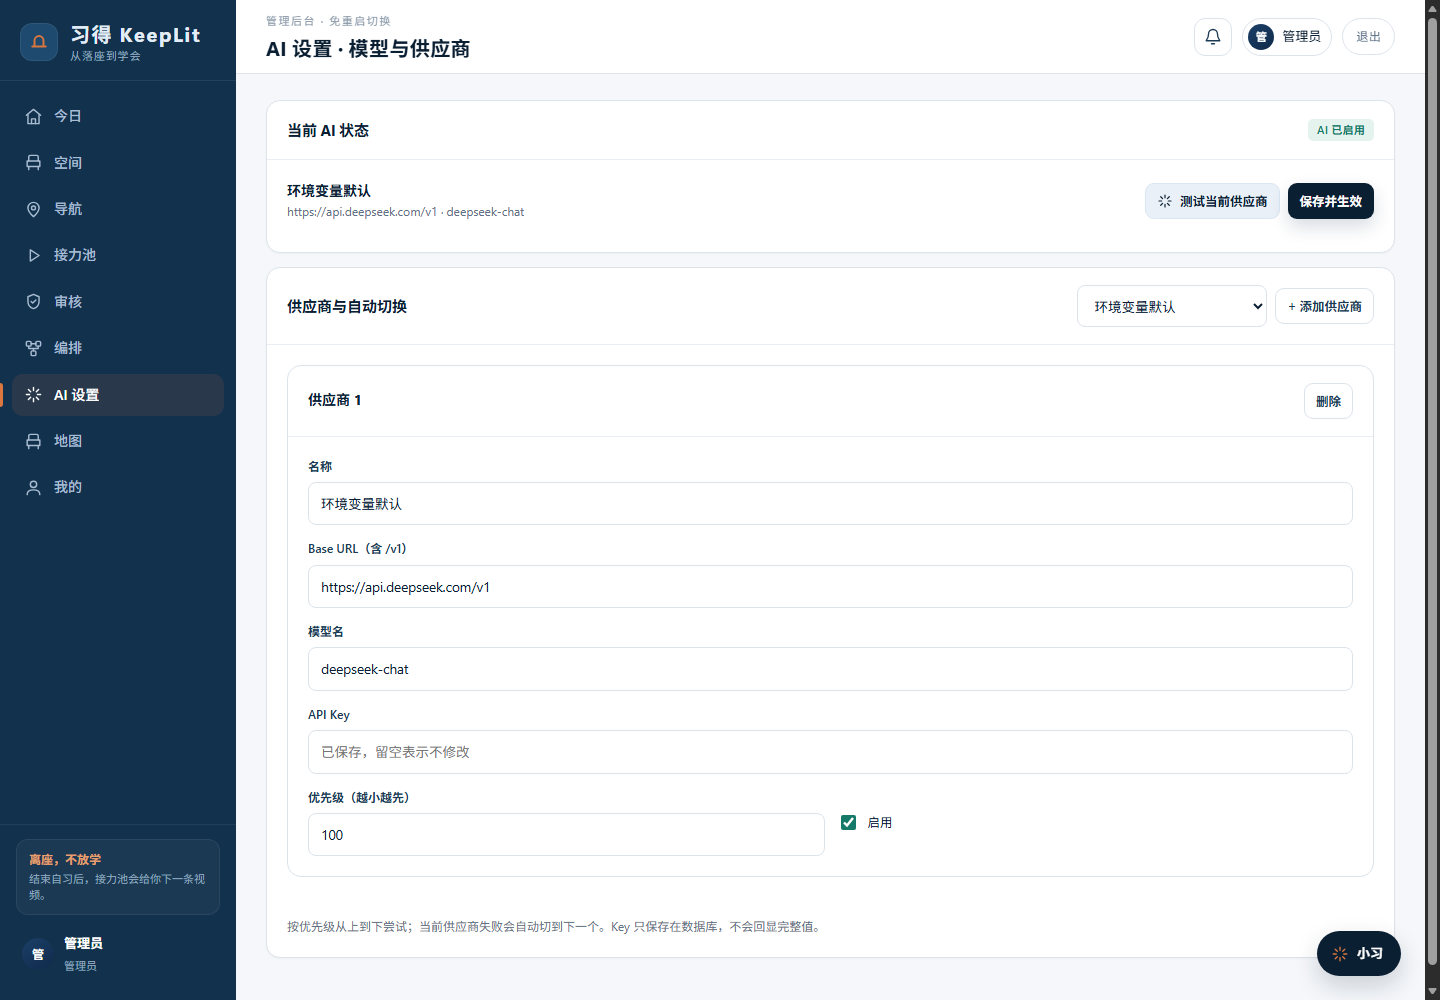 习得 KeepLit
从落座到学会
今日
空间
导航
接力池
审核
编排
AI 设置
地图
我的
离座，不放学
结束自习后，接力池会给你下一条视
频。
管
管理员
管理员
管理后台 · 免重启切换
AI 设置 · 模型与供应商
管
管理员
退出
当前 AI 状态
AI 已启用
环境变量默认
https://api.deepseek.com/v1 · deepseek-chat
测试当前供应商
保存并生效
供应商与自动切换
环境变量默认
+ 添加供应商
供应商 1
删除
名称
环境变量默认
Base URL（含 /v1）
https://api.deepseek.com/v1
模型名
deepseek-chat
API Key
已保存，留空表示不修改
优先级（越小越先）
100
启用
按优先级从上到下尝试；当前供应商失败会自动切到下一个。Key 只保存在数据库，不会回显完整值。
小习